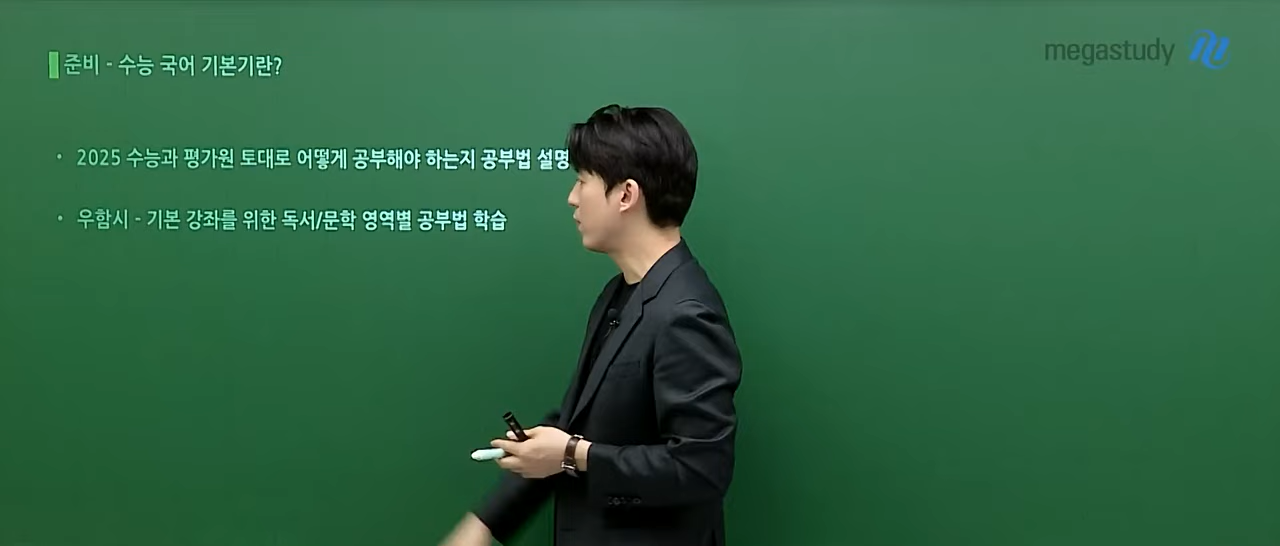 준비 - 수능 국어 기본기란?
megastudy
• 2025 수능과 평가원 토대로 어떻게 공부해야 하는지 공부법 설명
• 우함시 - 기본 강좌를 위한 독서/문학 영역별 공부법 학습